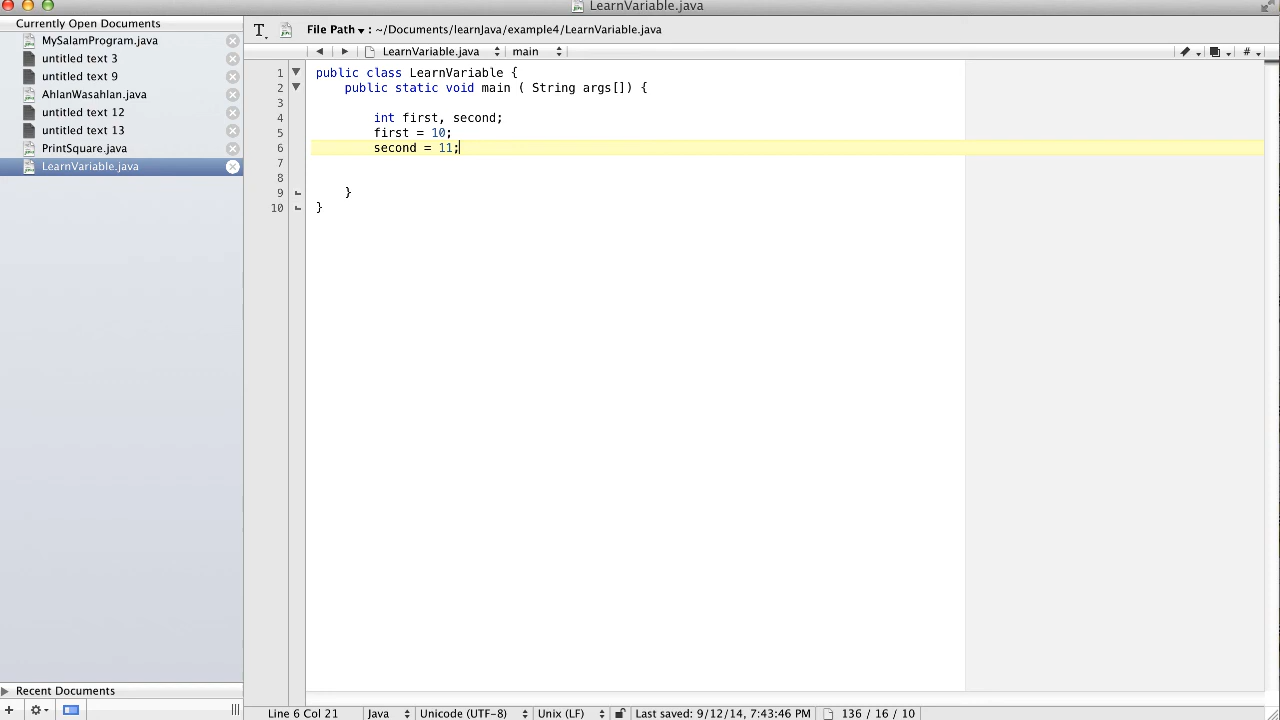 LearnVariable.java
Currently Open Documents
MySalamProgram.java
untitled text 3
untitled text 9
AhlanWasahlan.java
untitled text 12
untitled text 13
PrintSquare.java
LearnVariable.java
Recent Documents
File Path : ~/Documents/learnJava/example4/LearnVariable.java
LearnVariable.java main #
1 public class LearnVariable {
2 public static void main ( String args[]) {
3
4 int first, second;
5 first = 10;
6 second = 11;
7
8
9 }
10 }
Line 6 Col 21 Java Unicode (UTF-8) Unix (LF) Last saved: 9/12/14, 7:43:46 PM 136 / 16 / 10